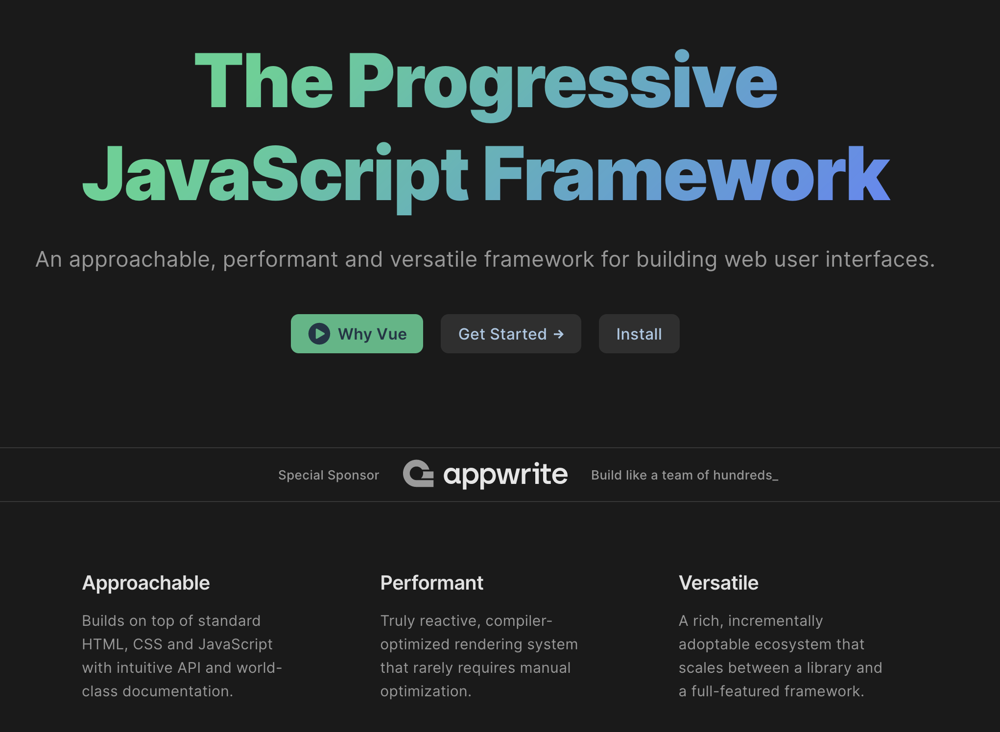 The Progressive
JavaScript Framework
An approachable, performant and versatile framework for building web user interfaces.
Why Vue
Get Started →
Install
Special Sponsor
appwrite
Build like a team of hundreds_
Approachable
Builds on top of standard
HTML, CSS and JavaScript
with intuitive API and world-
class documentation.
Performant
Truly reactive, compiler-
optimized rendering system
that rarely requires manual
optimization.
Versatile
A rich, incrementally
adoptable ecosystem that
scales between a library and
a full-featured framework.